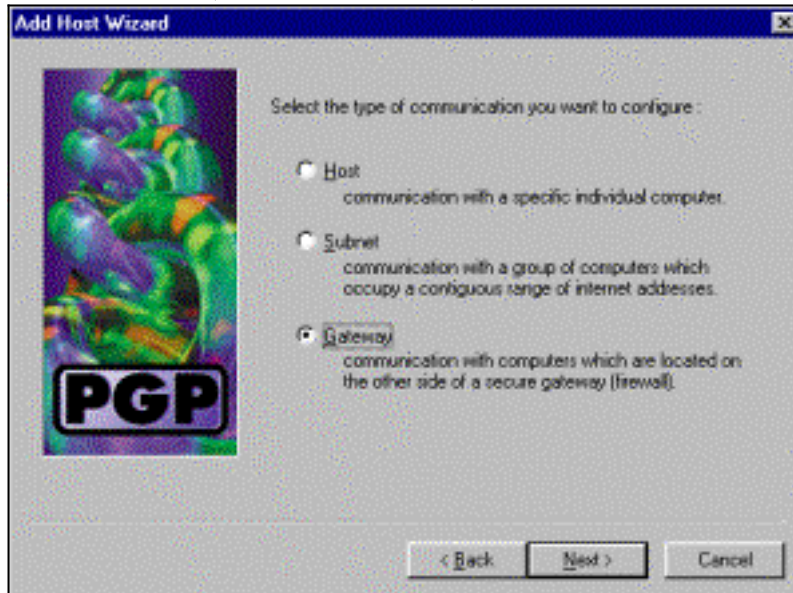 Add Host Wizard
Select the type of communication you want to configure :
Host
communication with a specific individual computer.
Subnet
communication with a group of computers which
occupy a contiguous range of internet addresses.
Gateway
communication with computers which are located on
the other side of a secure gateway (firewall).
PGP
< Back
Next >
Cancel